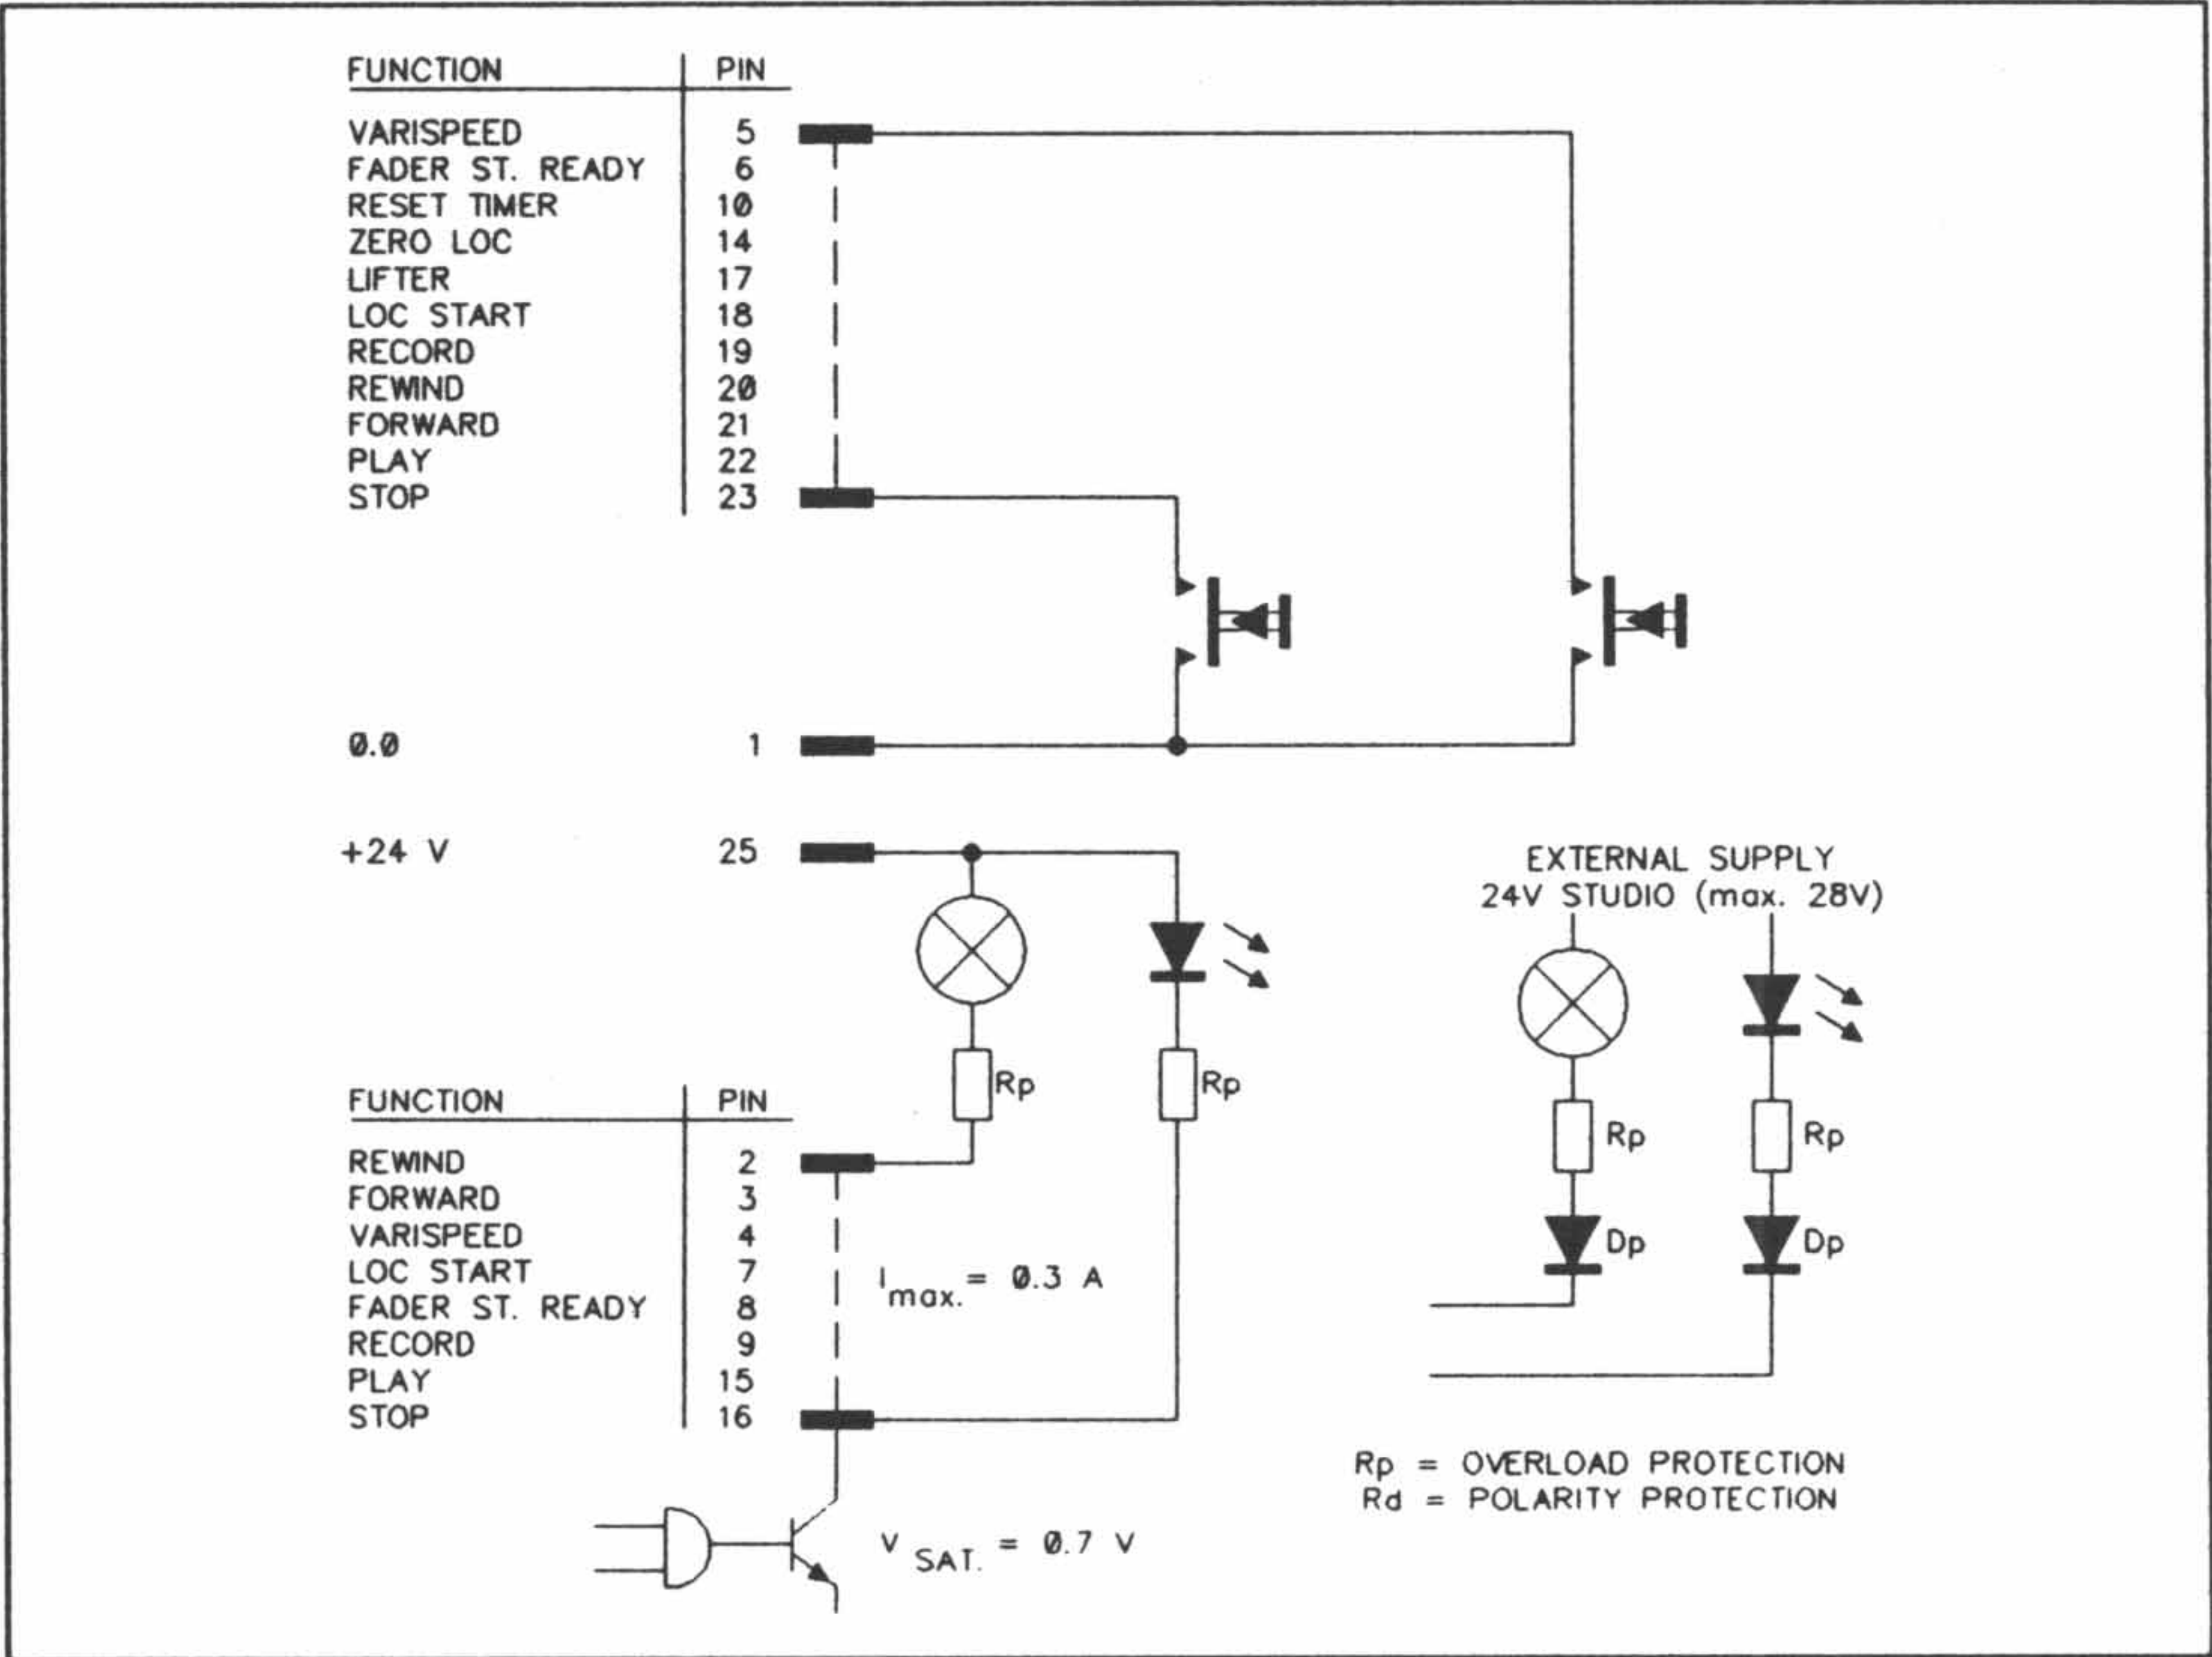 FUNCTION PIN
VARISPEED 5
FADER ST. READY 6
RESET TIMER 10
ZERO LOC 14
LIFTER 17
LOC START 18
RECORD 19
REWIND 20
FORWARD 21
PLAY 22
STOP 23
0.0 1
+24 V 25
EXTERNAL SUPPLY
24V STUDIO (max. 28V)
Rp Rp
Rp Rp
Dp Dp
FUNCTION PIN
REWIND 2
FORWARD 3
VARISPEED 4
LOC START 7
FADER ST. READY 8
RECORD 9
PLAY 15
STOP 16
I max. = 0.3 A
V SAT. = 0.7 V
Rp = OVERLOAD PROTECTION
Rd = POLARITY PROTECTION